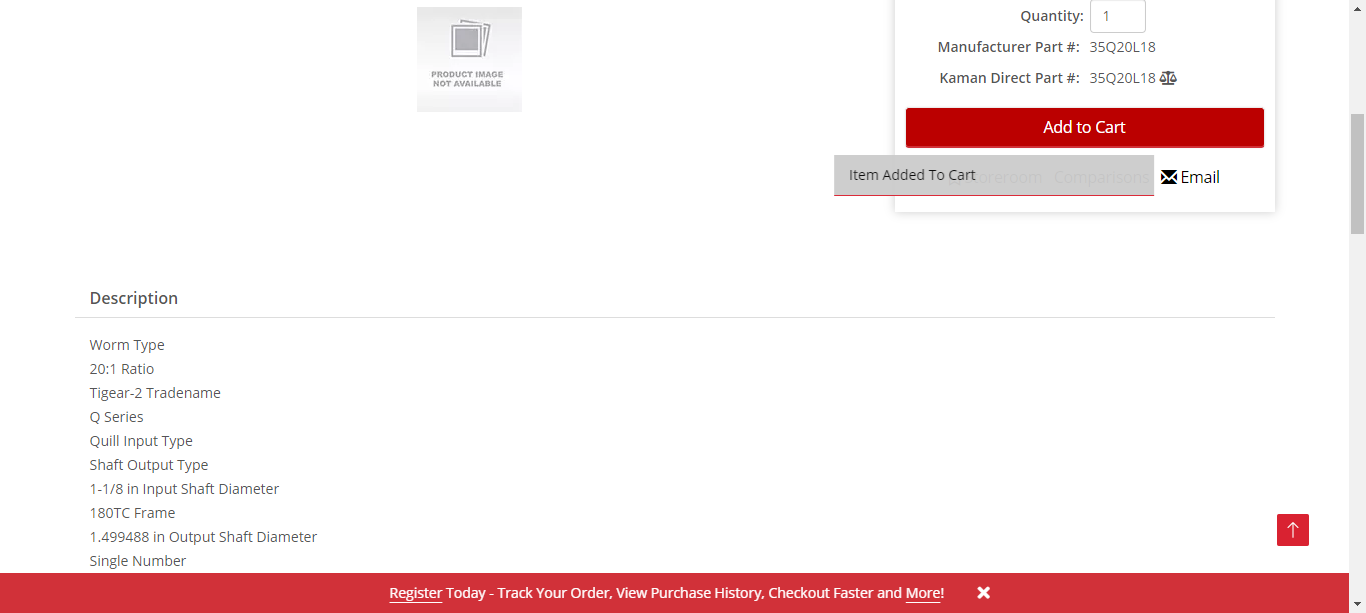 PRODUCT IMAGE
NOT AVAILABLE
Quantity: 1
Manufacturer Part #: 35Q20L18
Kaman Direct Part #: 35Q20L18
Add to Cart
Item Added To Cart
Storeroom Comparisons Email
Description
Worm Type
20:1 Ratio
Tigear-2 Tradename
Q Series
Quill Input Type
Shaft Output Type
1-1/8 in Input Shaft Diameter
180TC Frame
1.499488 in Output Shaft Diameter
Single Number
Register Today - Track Your Order, View Purchase History, Checkout Faster and More!